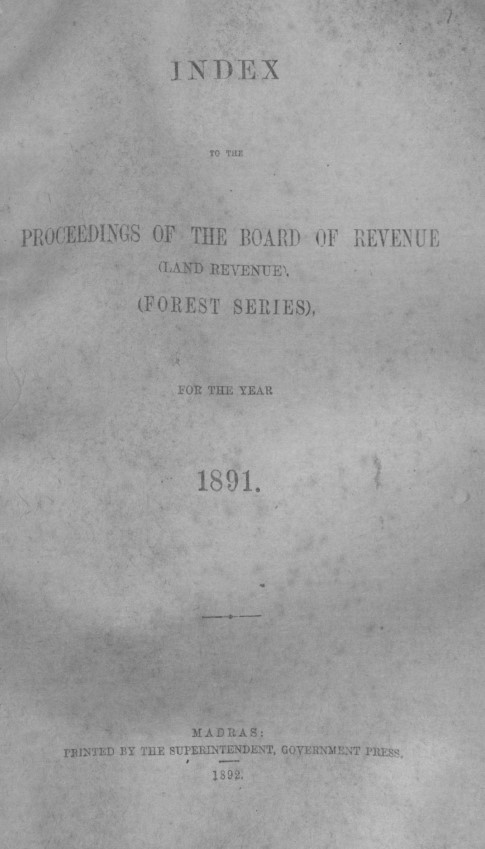 INDEX
TO THE
PROCEEDINGS OF THE BOARD OF REVENUE
(LAND REVENUE),
(FOREST SERIES),
FOR THE YEAR
1891.
MADRAS:
PRINTED BY THE SUPERINTENDENT, GOVERNMENT PRESS.
1892.